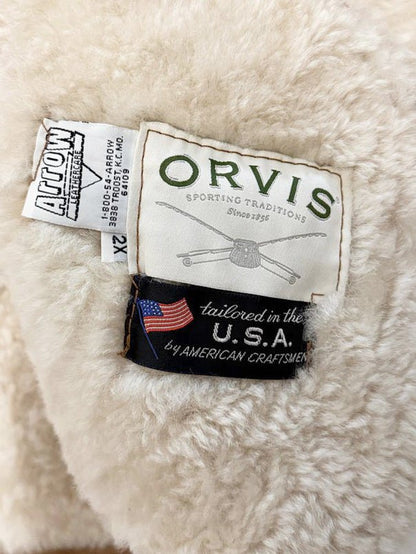 ARROW
LEATHERCARE
1-800-54-ARROW
3838 TROOST, K.C.MO.
64109
2X
ORVIS
SPORTING TRADITIONS
Since 1856
tailored in the
U.S.A.
by AMERICAN CRAFTSMEN